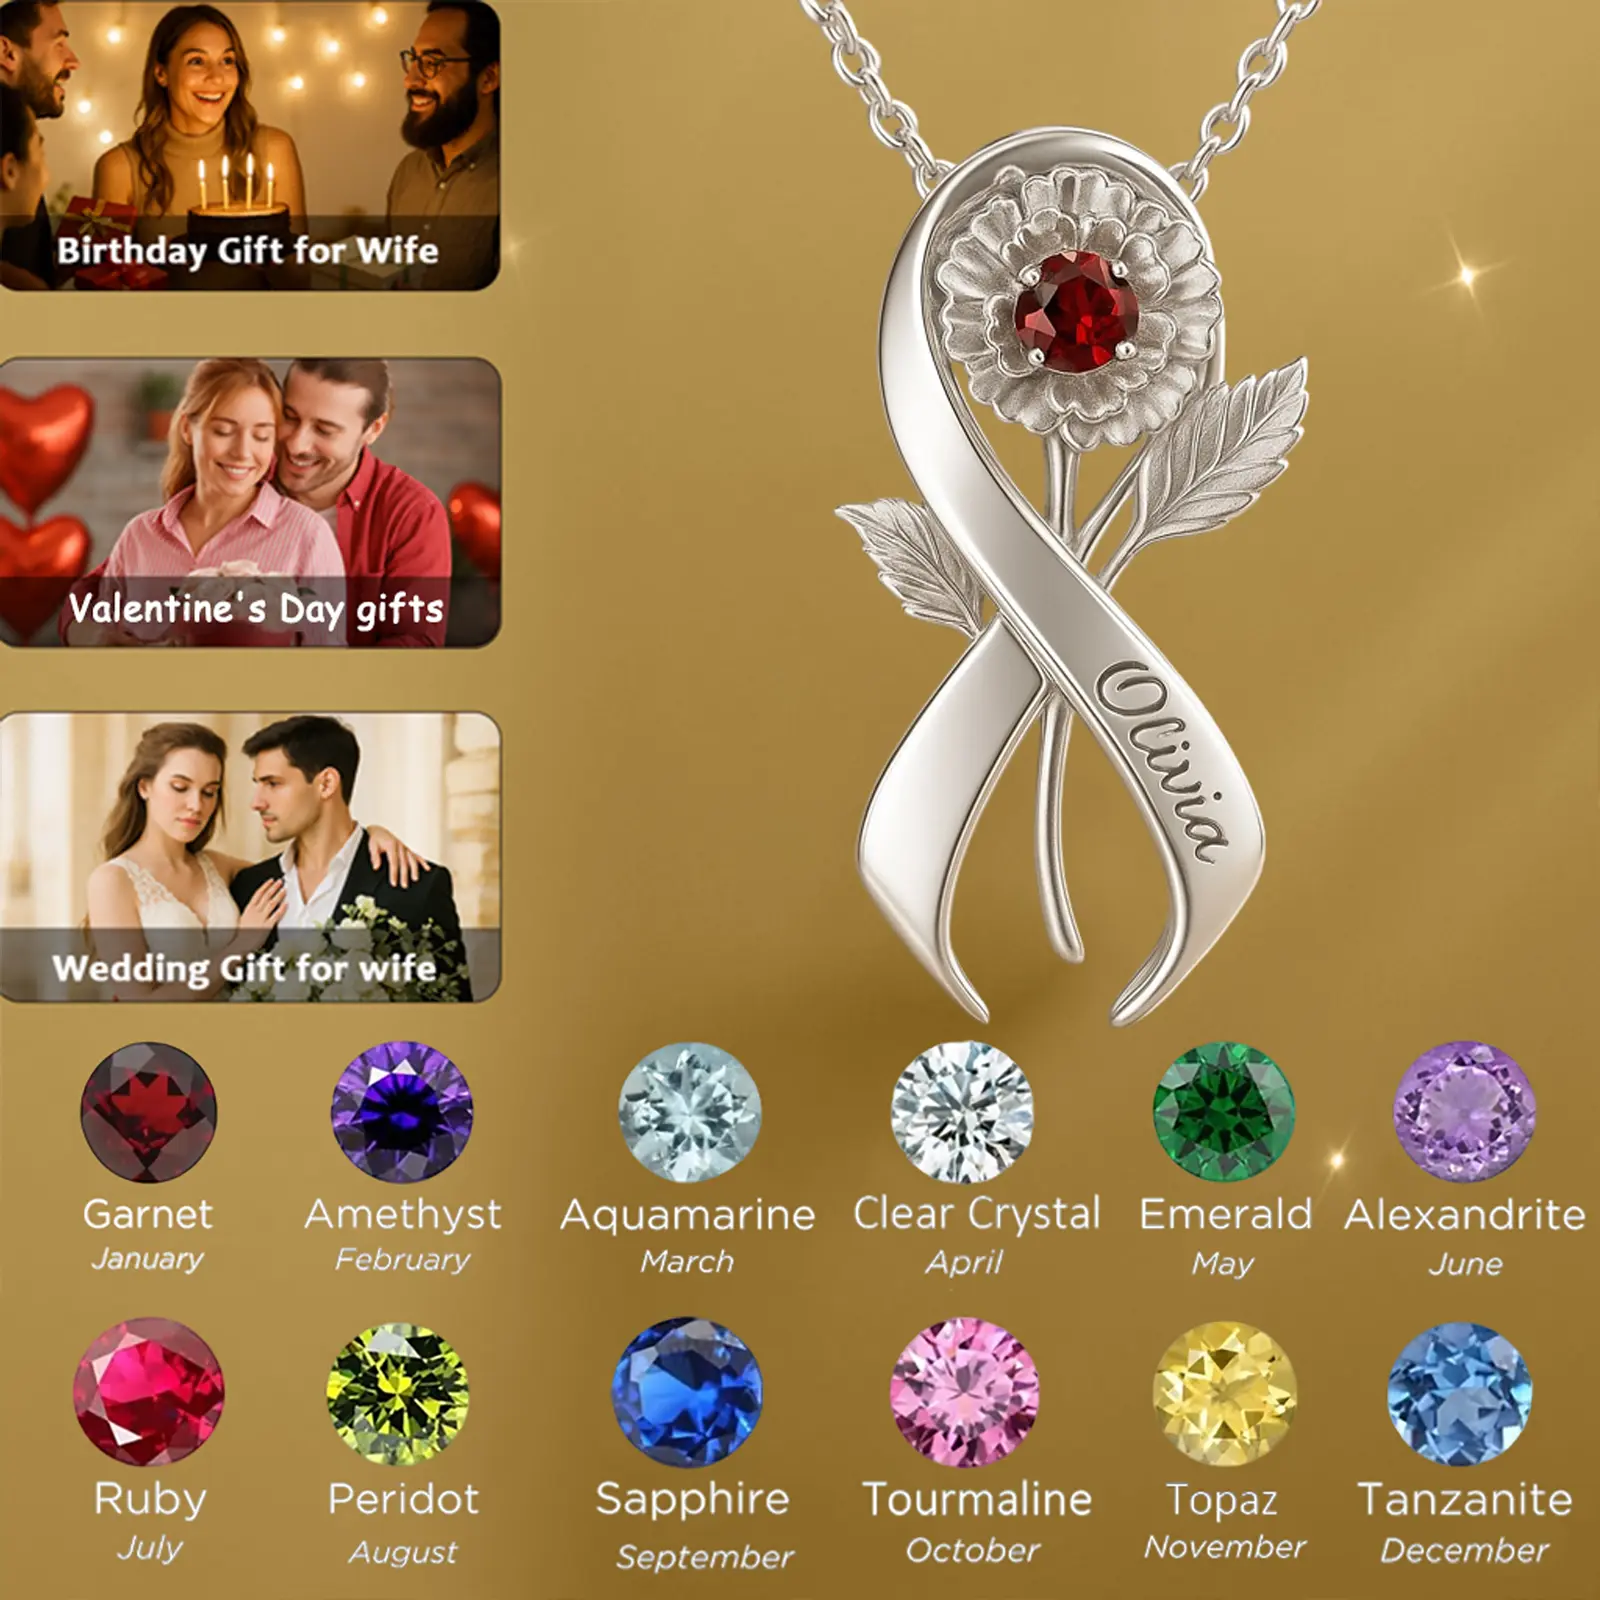 Birthday Gift for Wife
Valentine's Day gifts
Wedding Gift for wife
Olivia
Garnet
January
Amethyst
February
Aquamarine
March
Clear Crystal
April
Emerald
May
Alexandrite
June
Ruby
July
Peridot
August
Sapphire
September
Tourmaline
October
Topaz
November
Tanzanite
December